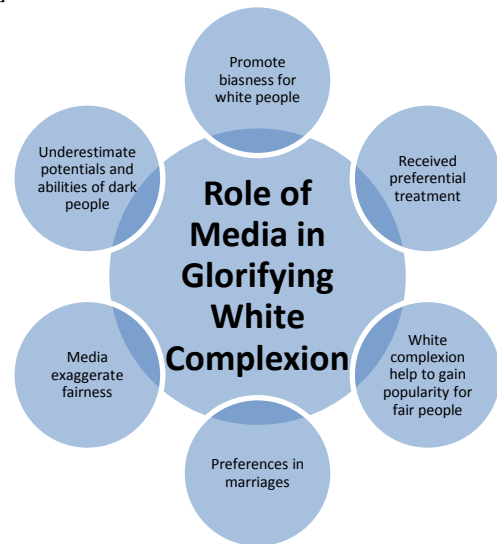 Promote
biasness for
white people
Underestimate
potentials and
abilities of dark
people
Received
preferential
treatment
Role of
Media in
Glorifying
White
Complexion
Media
exaggerate
fairness
White
complexion
help to gain
popularity for
fair people
Preferences in
marriages